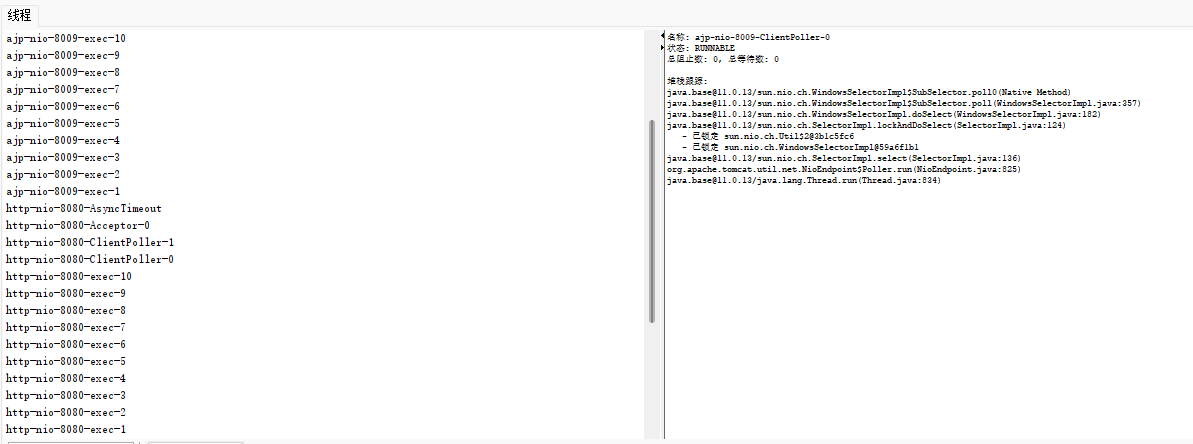 线程
ajp-nio-8009-exec-10
ajp-nio-8009-exec-9
ajp-nio-8009-exec-8
ajp-nio-8009-exec-7
ajp-nio-8009-exec-6
ajp-nio-8009-exec-5
ajp-nio-8009-exec-4
ajp-nio-8009-exec-3
ajp-nio-8009-exec-2
ajp-nio-8009-exec-1
http-nio-8080-AsyncTimeout
http-nio-8080-Acceptor-0
http-nio-8080-ClientPoller-1
http-nio-8080-ClientPoller-0
http-nio-8080-exec-10
http-nio-8080-exec-9
http-nio-8080-exec-8
http-nio-8080-exec-7
http-nio-8080-exec-6
http-nio-8080-exec-5
http-nio-8080-exec-4
http-nio-8080-exec-3
http-nio-8080-exec-2
http-nio-8080-exec-1
名称: ajp-nio-8009-ClientPoller-0
状态: RUNNABLE
总阻止数: 0, 总等待数: 0
堆栈跟踪:
java.base@11.0.13/sun.nio.ch.WindowsSelectorImpl$SubSelector.poll0(Native Method)
java.base@11.0.13/sun.nio.ch.WindowsSelectorImpl$SubSelector.poll(WindowsSelectorImpl.java:357)
java.base@11.0.13/sun.nio.ch.WindowsSelectorImpl.doSelect(WindowsSelectorImpl.java:182)
java.base@11.0.13/sun.nio.ch.SelectorImpl.lockAndDoSelect(SelectorImpl.java:124)
- 已锁定 sun.nio.ch.Util$2@3b1c5fc6
- 已锁定 sun.nio.ch.WindowsSelectorImpl@59a6f1b1
java.base@11.0.13/sun.nio.ch.SelectorImpl.select(SelectorImpl.java:136)
org.apache.tomcat.util.net.NioEndpoint$Poller.run(NioEndpoint.java:825)
java.base@11.0.13/java.lang.Thread.run(Thread.java:834)